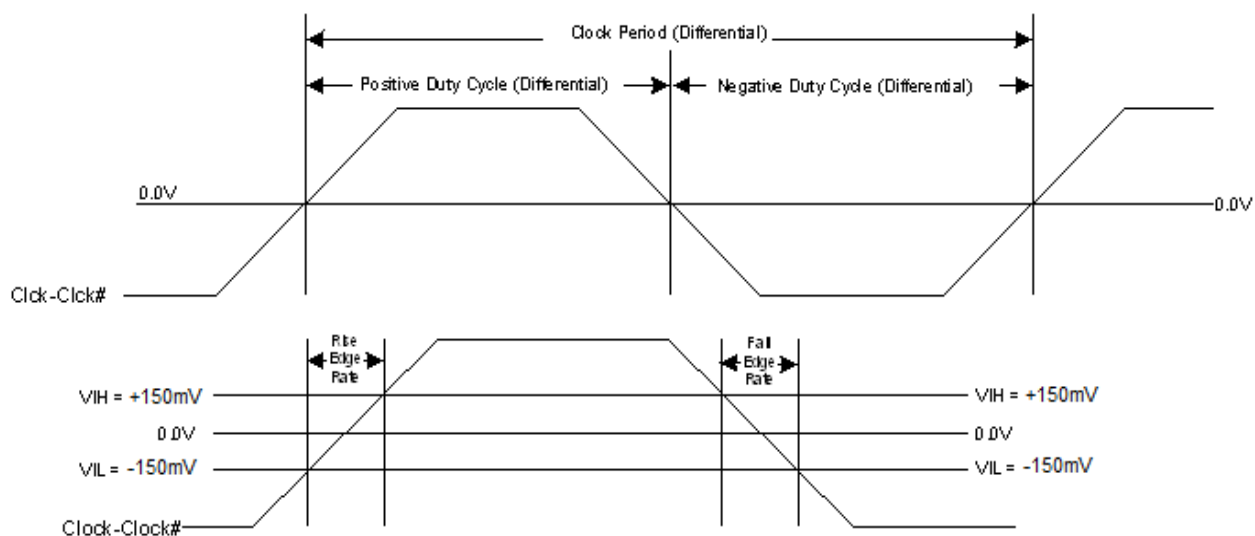 Clock Period (Differential)
Positive Duty Cycle (Differential)
Negative Duty Cycle (Differential)
0.0V
0.0V
Clck-Clck#
Rise
Edge
Rate
Fall
Edge
Rate
VIH = +150mV
VIH = +150mV
0.0V
0.0V
VIL = -150mV
VIL = -150mV
Clock-Clock#